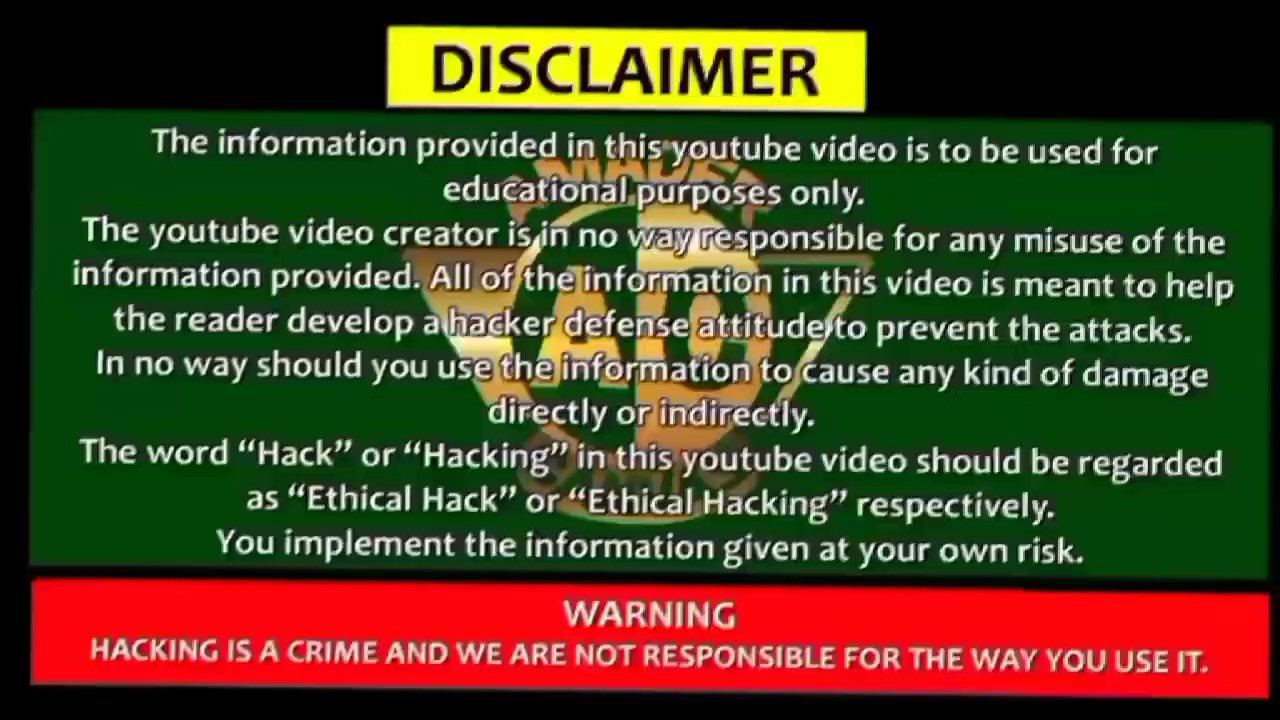 DISCLAIMER
The information provided in this youtube video is to be used for
educational purposes only.
The youtube video creator is in no way responsible for any misuse of the
information provided. All of the information in this video is meant to help
the reader develop a hacker defense attitude to prevent the attacks.
In no way should you use the information to cause any kind of damage
directly or indirectly.
The word “Hack” or “Hacking” in this youtube video should be regarded
as “Ethical Hack” or “Ethical Hacking” respectively.
You implement the information given at your own risk.
WARNING
HACKING IS A CRIME AND WE ARE NOT RESPONSIBLE FOR THE WAY YOU USE IT.